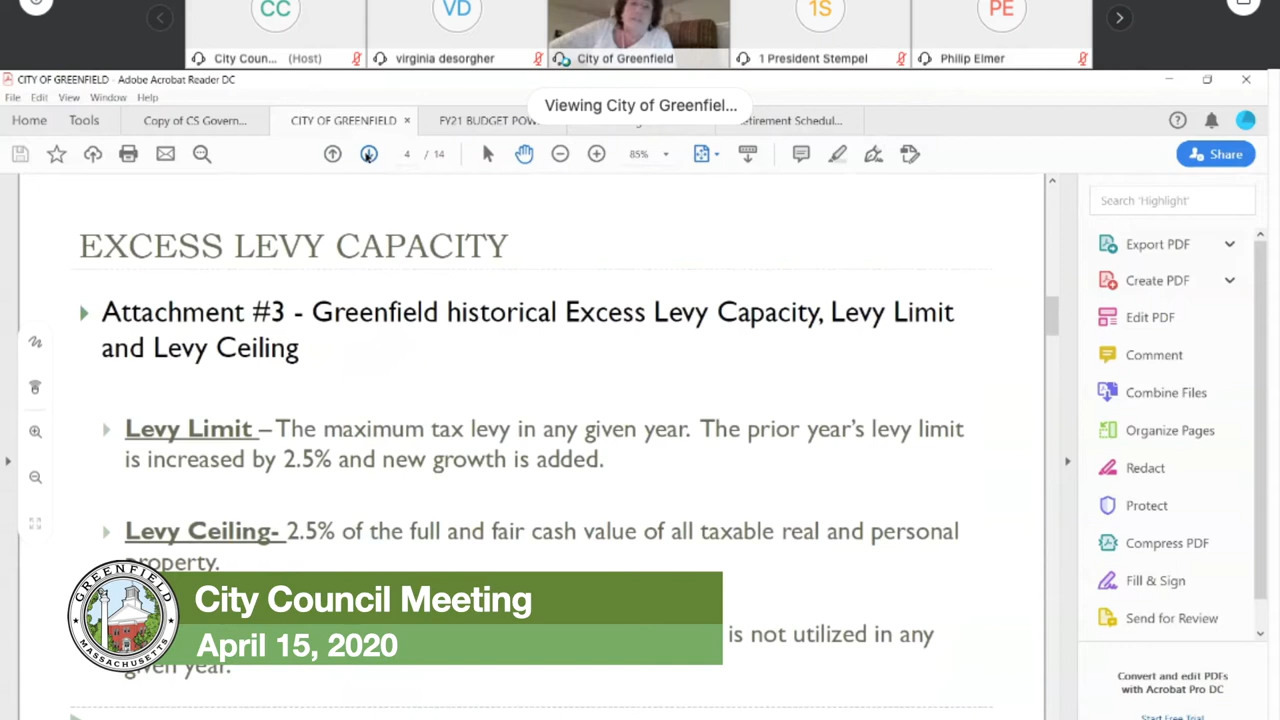 CC
VD
1S
PE
City Coun... (Host)
virginia desorgher
City of Greenfield
1 President Stempel
Philip Elmer
CITY OF GREENFIELD - Adobe Acrobat Reader DC
File Edit View Window Help
Viewing City of Greenfiel...
Home Tools Copy of CS Govern... CITY OF GREENFIELD × FY21 BUDGET POW etirement Schedul...
4 / 14 85% Share
EXCESS LEVY CAPACITY
Attachment #3 - Greenfield historical Excess Levy Capacity, Levy Limit
and Levy Ceiling
Levy Limit – The maximum tax levy in any given year. The prior year's levy limit
is increased by 2.5% and new growth is added.
Levy Ceiling- 2.5% of the full and fair cash value of all taxable real and personal
property.
is not utilized in any
given year.
GREENFIELD
MASSACHUSETTS
City Council Meeting
April 15, 2020
Search 'Highlight'
Export PDF
Create PDF
Edit PDF
Comment
Combine Files
Organize Pages
Redact
Protect
Compress PDF
Fill & Sign
Send for Review
Convert and edit PDFs
with Acrobat Pro DC
Start Free Trial